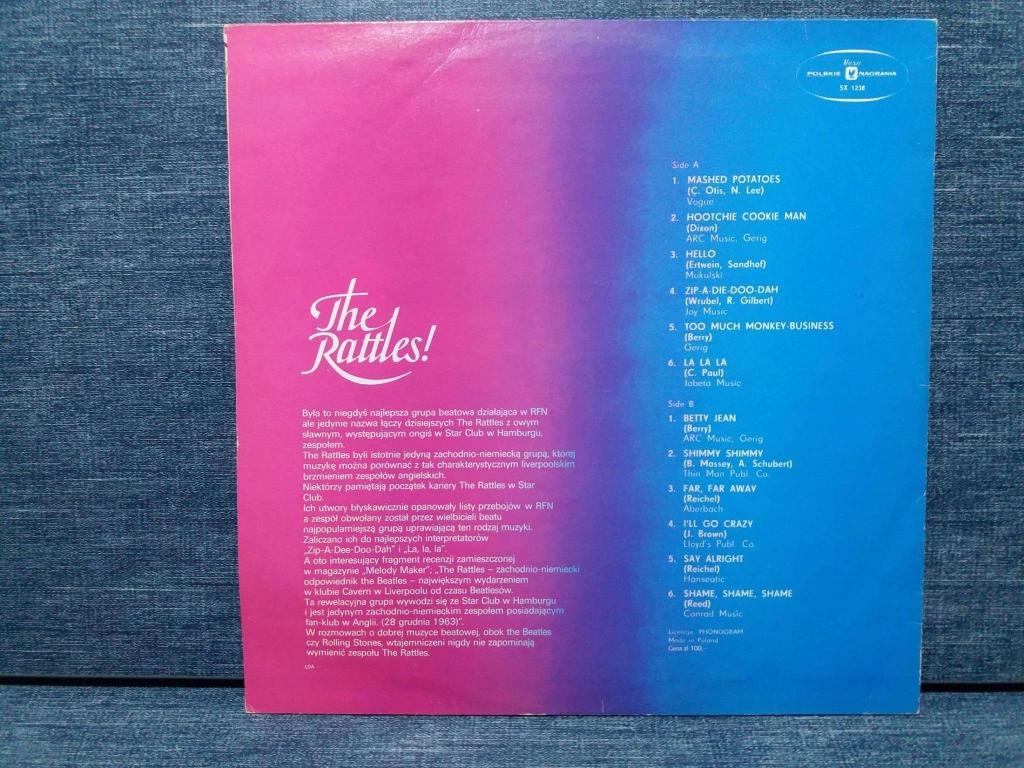 The
Rattles!
Była to niegdyś najlepsza grupa beatowa działająca w RFN
ale jedynie nazwa łączy dzisiejszych The Rattles z owym
sławnym, występującym ongiś w Star Club w Hamburgu,
zespołem.
The Rattles byli istotnie jedyną zachodnio-niemiecką grupą, której
muzykę można porównać z tak charakterystycznym liverpoolskim
brzmieniem zespołów angielskich.
Niektórzy pamiętają początek kariery The Rattles w Star
Club.
Ich utwory błyskawicznie opanowały listy przebojów w RFN
a zespół obwołany został przez wielbicieli beatu
najpopularniejszą grupą uprawiającą ten rodzaj muzyki.
Zaliczano ich do najlepszych interpretatorów
„Zip-A-Dee-Doo-Dah” i „La, la, la”.
A oto interesujący fragment recenzji zamieszczonej
w magazynie „Melody Maker”; „The Rattles – zachodnio-niemiecki
odpowiednik the Beatles – największym wydarzeniem
w klubie Cavern w Liverpoolu od czasu Beatlesów.
Ta rewelacyjna grupa wywodzi się ze Star Club w Hamburgu
i jest jedynym zachodnio-niemieckim zespołem posiadającym
fan-klub w Anglii. (28 grudnia 1963)”.
W rozmowach o dobrej muzyce beatowej, obok the Beatles
czy Rolling Stones, wtajemniczeni nigdy nie zapominają
wymienić zespołu The Rattles.
LDA
Muza
POLSKIE NAGRANIA
SX 1238
Side A
1. MASHED POTATOES
(C. Otis, N. Lee)
Vogue
2. HOOTCHIE COOKIE MAN
(Dixon)
ARC Music, Gerig
3. HELLO
(Ertwein, Sandhof)
Mukulski
4. ZIP-A-DIE-DOO-DAH
(Wrubel, R. Gilbert)
Joy Music
5. TOO MUCH MONKEY-BUSINESS
(Berry)
Gerig
6. LA LA LA
(C. Paul)
Jobeta Music
Side B
1. BETTY JEAN
(Berry)
ARC Music, Gerig
2. SHIMMY SHIMMY
(B. Massey, A. Schubert)
Thin Man Publ. Co.
3. FAR, FAR AWAY
(Reichel)
Aberbach
4. I'LL GO CRAZY
(J. Brown)
Lloyd's Publ. Co.
5. SAY ALRIGHT
(Reichel)
Hanseatic
6. SHAME, SHAME, SHAME
(Reed)
Conrad Music
Licencja PHONOGRAM
Made in Poland
Cena zł 100,-